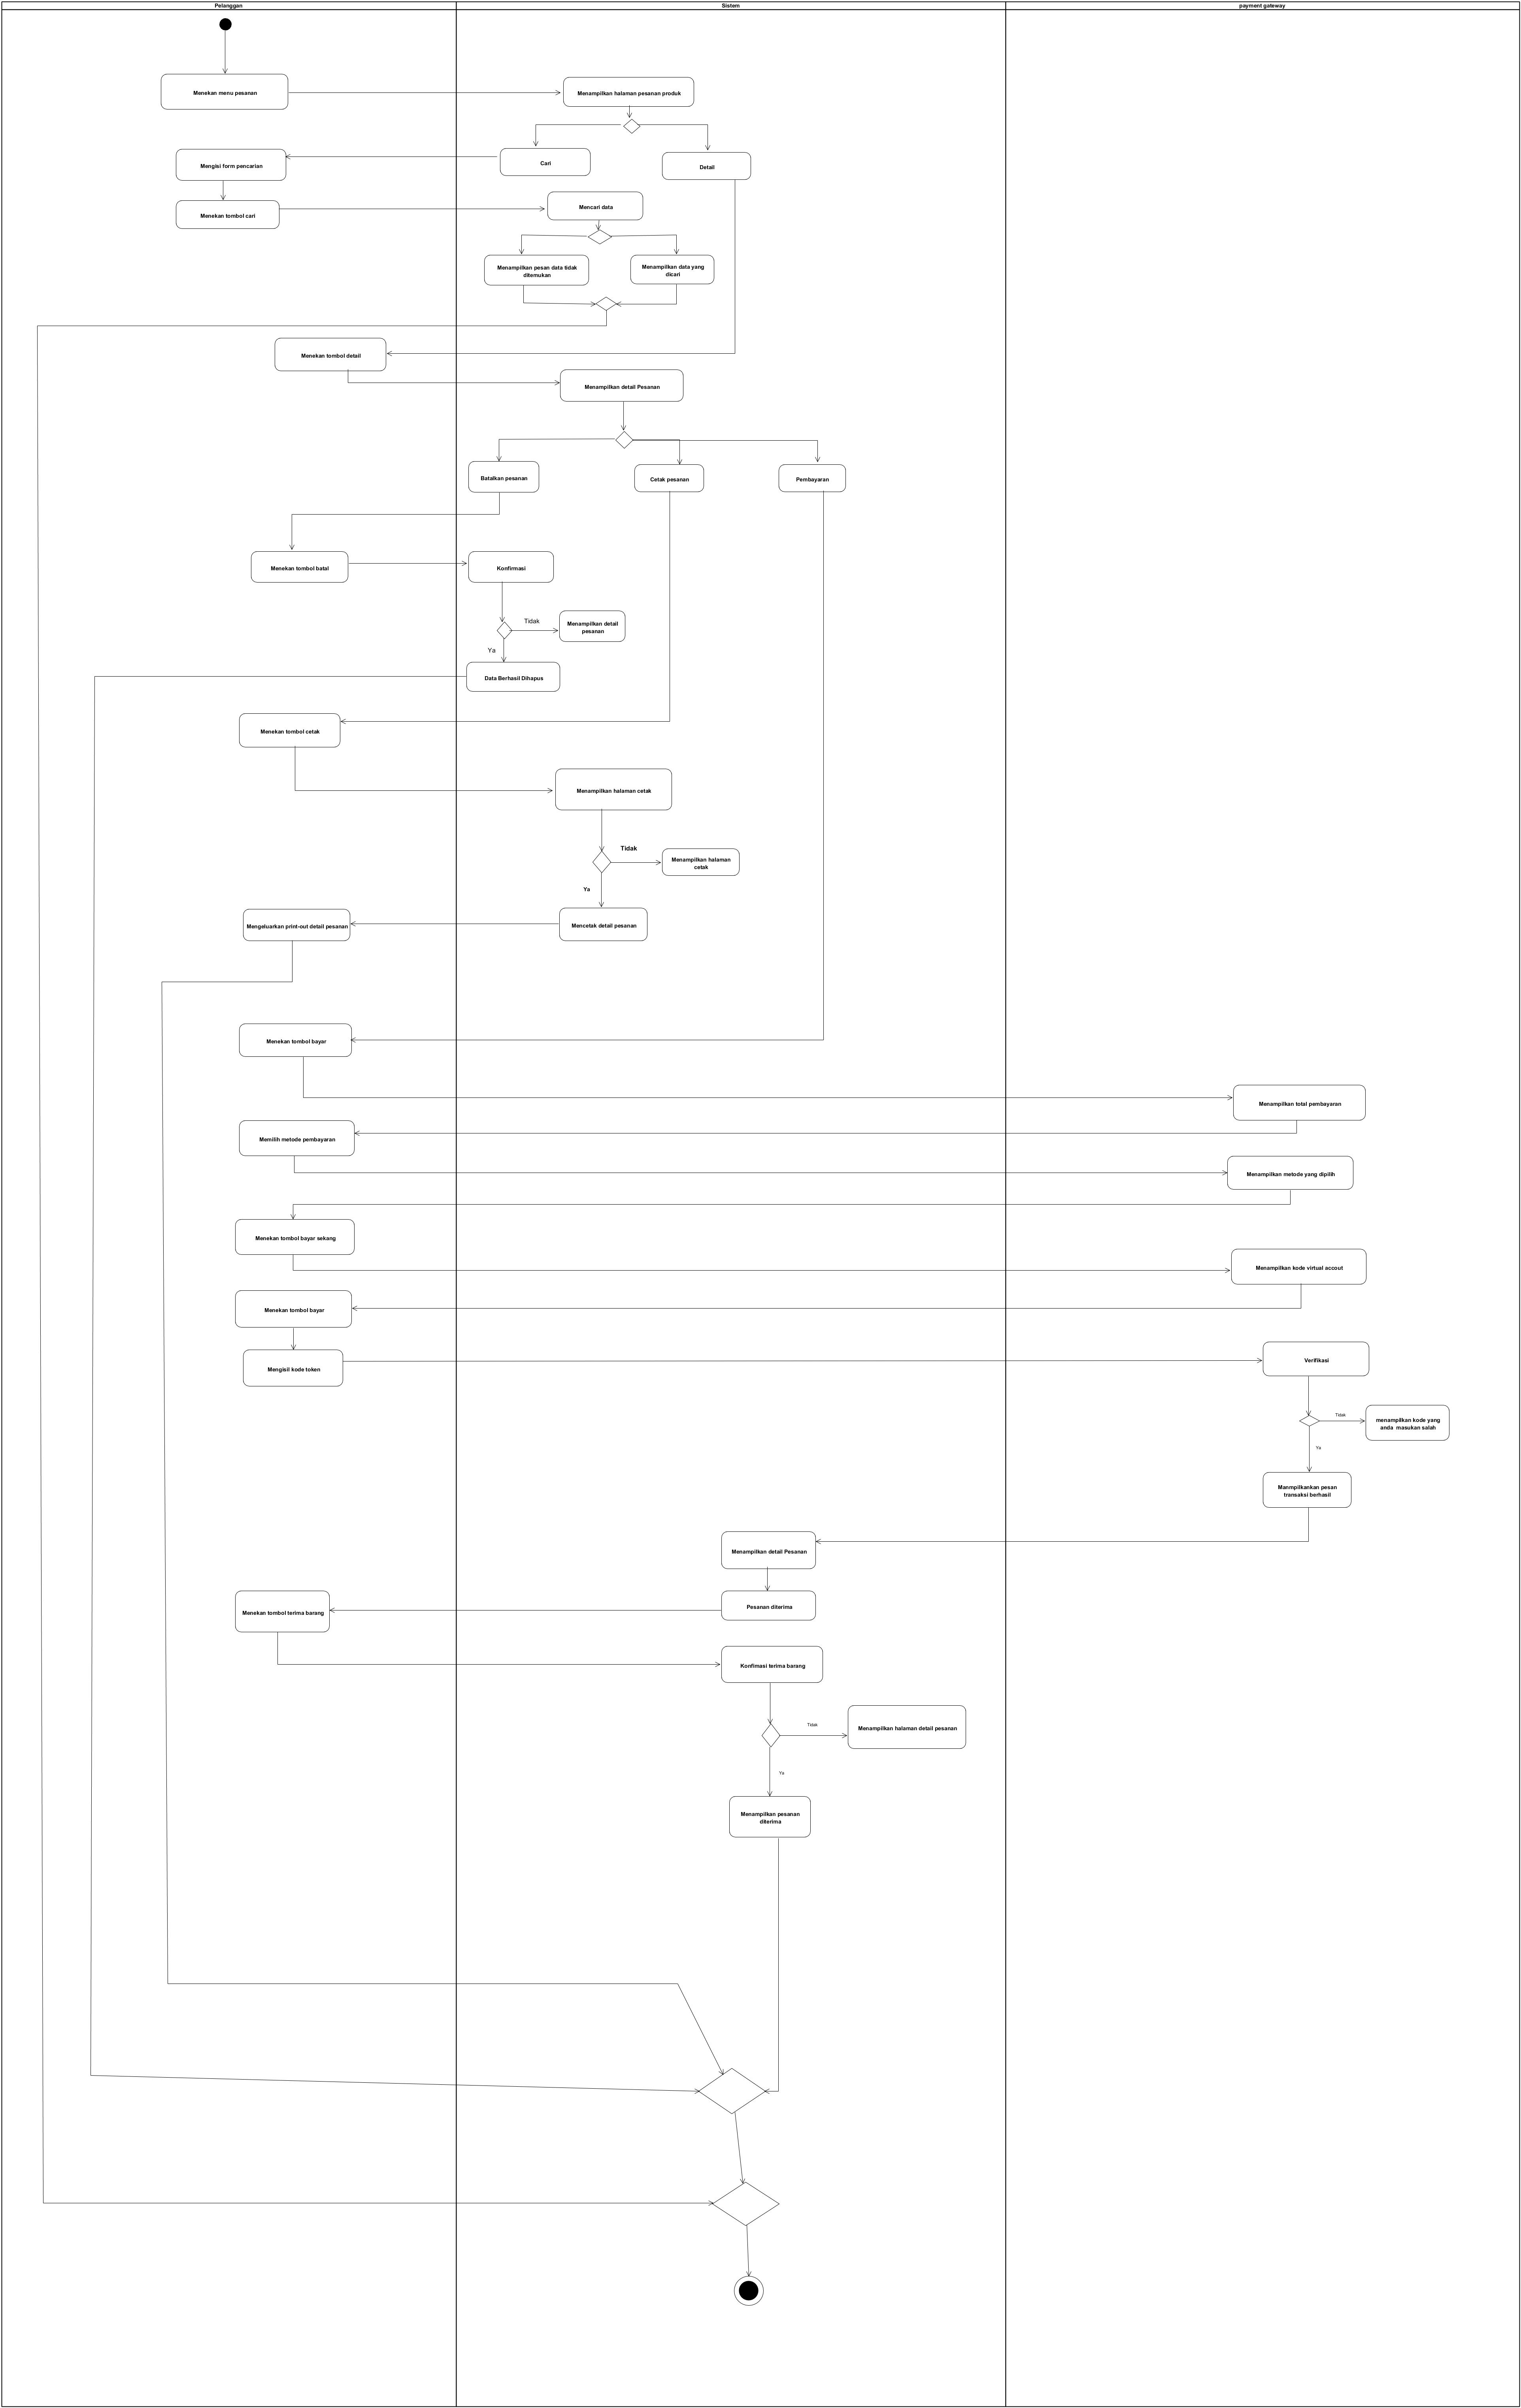 Pelanggan
Sistem
payment gateway
Menekan menu pesanan
Menampilkan halaman pesanan produk
Cari
Detail
Mengisi form pencarian
Menekan tombol cari
Mencari data
Menampilkan pesan data tidak
ditemukan
Menampilkan data yang
dicari
Menekan tombol detail
Menampilkan detail Pesanan
Batalkan pesanan
Cetak pesanan
Pembayaran
Menekan tombol batal
Konfirmasi
Tidak
Menampilkan detail
pesanan
Ya
Data Berhasil Dihapus
Menekan tombol cetak
Menampilkan halaman cetak
Tidak
Menampilkan halaman
cetak
Ya
Mengeluarkan print-out detail pesanan
Mencetak detail pesanan
Menekan tombol bayar
Menampilkan total pembayaran
Memilih metode pembayaran
Menampilkan metode yang dipilih
Menekan tombol bayar sekang
Menampilkan kode virtual accout
Menekan tombol bayar
Mengisil kode token
Verifikasi
Tidak
menampilkan kode yang
anda masukan salah
Ya
Manmpilkankan pesan
transaksi berhasil
Menampilkan detail Pesanan
Pesanan diterima
Menekan tombol terima barang
Konfimasi terima barang
Tidak
Menampilkan halaman detail pesanan
Ya
Menampilkan pesanan
diterima